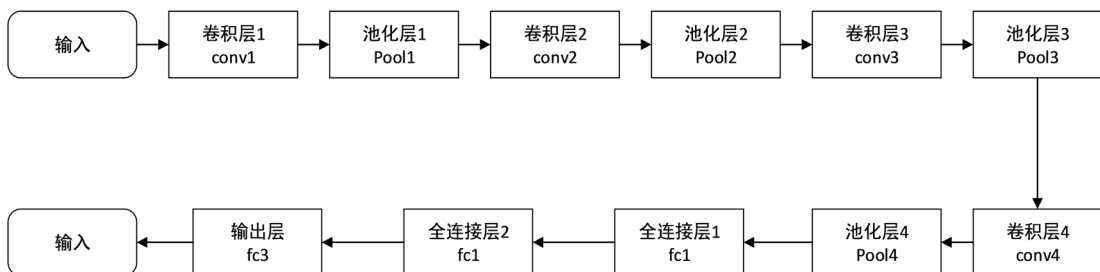 输入
卷积层1
conv1
池化层1
Pool1
卷积层2
conv2
池化层2
Pool2
卷积层3
conv3
池化层3
Pool3
卷积层4
conv4
池化层4
Pool4
全连接层1
fc1
全连接层2
fc1
输出层
fc3
输入